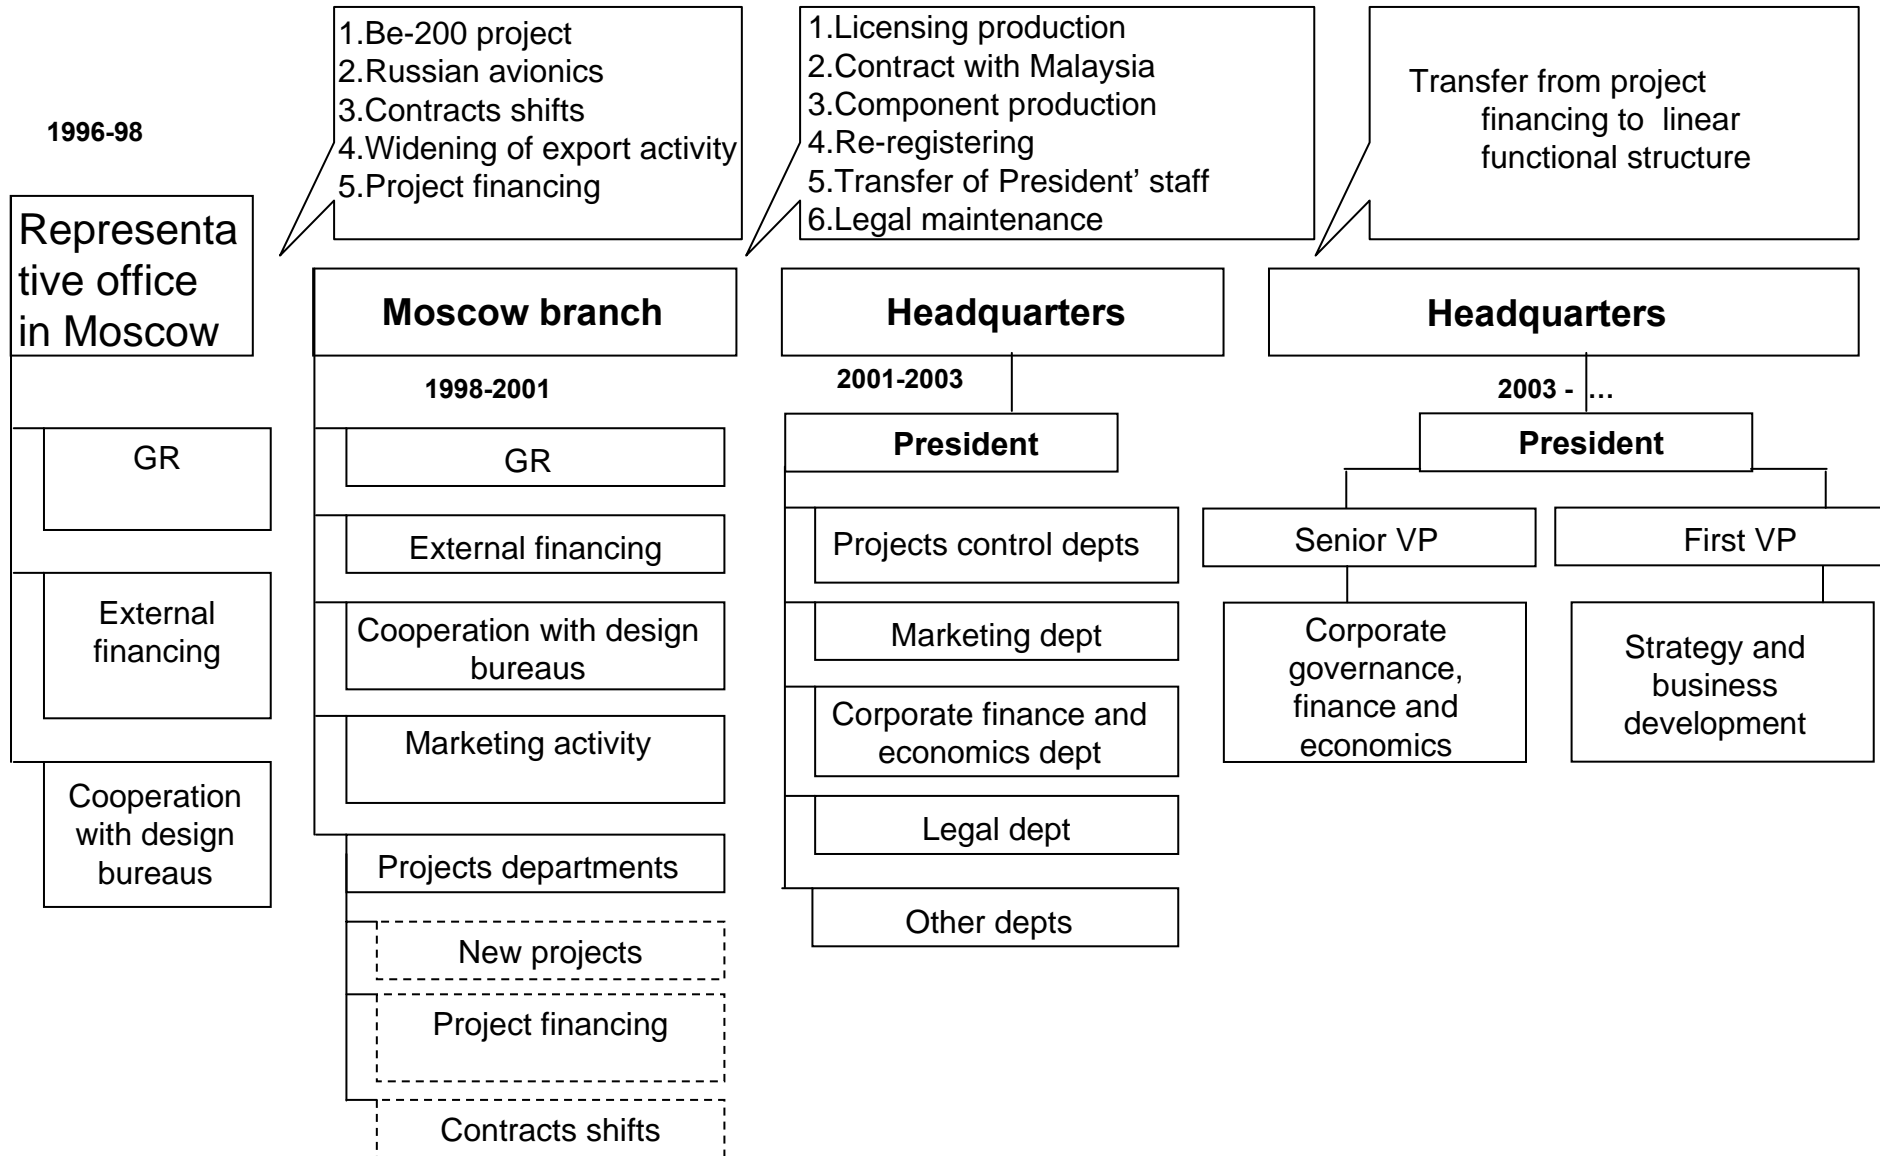 1996-98
Representa
tive office
in Moscow
GR
External
financing
Cooperation
with design
bureaus
1.Be-200 project
2.Russian avionics
3.Contracts shifts
4.Widening of export activity
5.Project financing
Moscow branch
1998-2001
GR
External financing
Cooperation with design
bureaus
Marketing activity
Projects departments
New projects
Project financing
Contracts shifts
1.Licensing production
2.Contract with Malaysia
3.Component production
4.Re-registering
5.Transfer of President’ staff
6.Legal maintenance
Headquarters
2001-2003
President
Projects control depts
Marketing dept
Corporate finance and
economics dept
Legal dept
Other depts
Transfer from project
financing to linear
functional structure
Headquarters
2003 - …
President
Senior VP
First VP
Corporate
governance,
finance and
economics
Strategy and
business
development